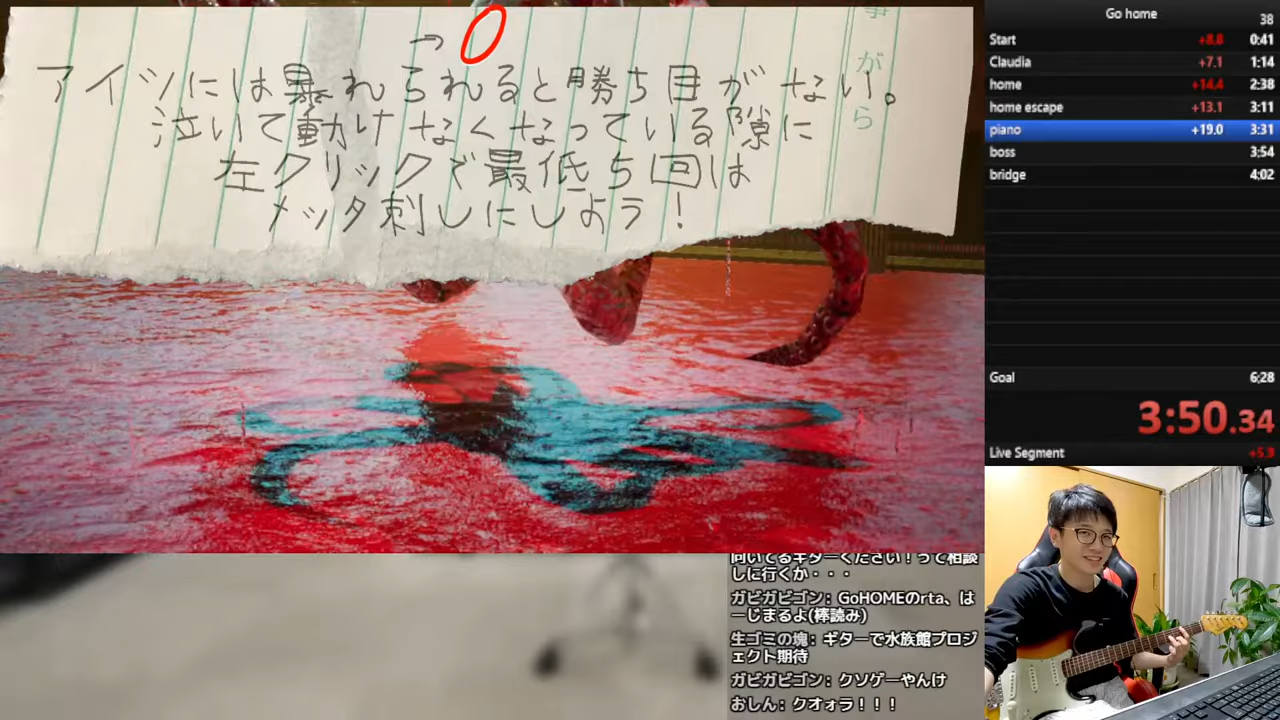 事がら
アイツには暴れられると勝ち目がない。
泣いて動けなくなっている隙に
左クリックで最低5回は
メッタ刺しにしよう！
Go home
38
Start +8.0 0:41
Claudia +7.1 1:14
home +14.4 2:38
home escape +13.1 3:11
piano +19.0 3:31
boss 3:54
bridge 4:02
Goal 6:28
3:50.34
Live Segment +5.3
向いてるギターください！って相談
しに行くか・・・
ガビガビゴン: GoHOMEのrta、は
ーじまるよ(棒読み)
生ゴミの塊: ギターで水族館プロジ
ェクト期待
ガビガビゴン: クソゲーやんけ
おしん: クオォラ！！！